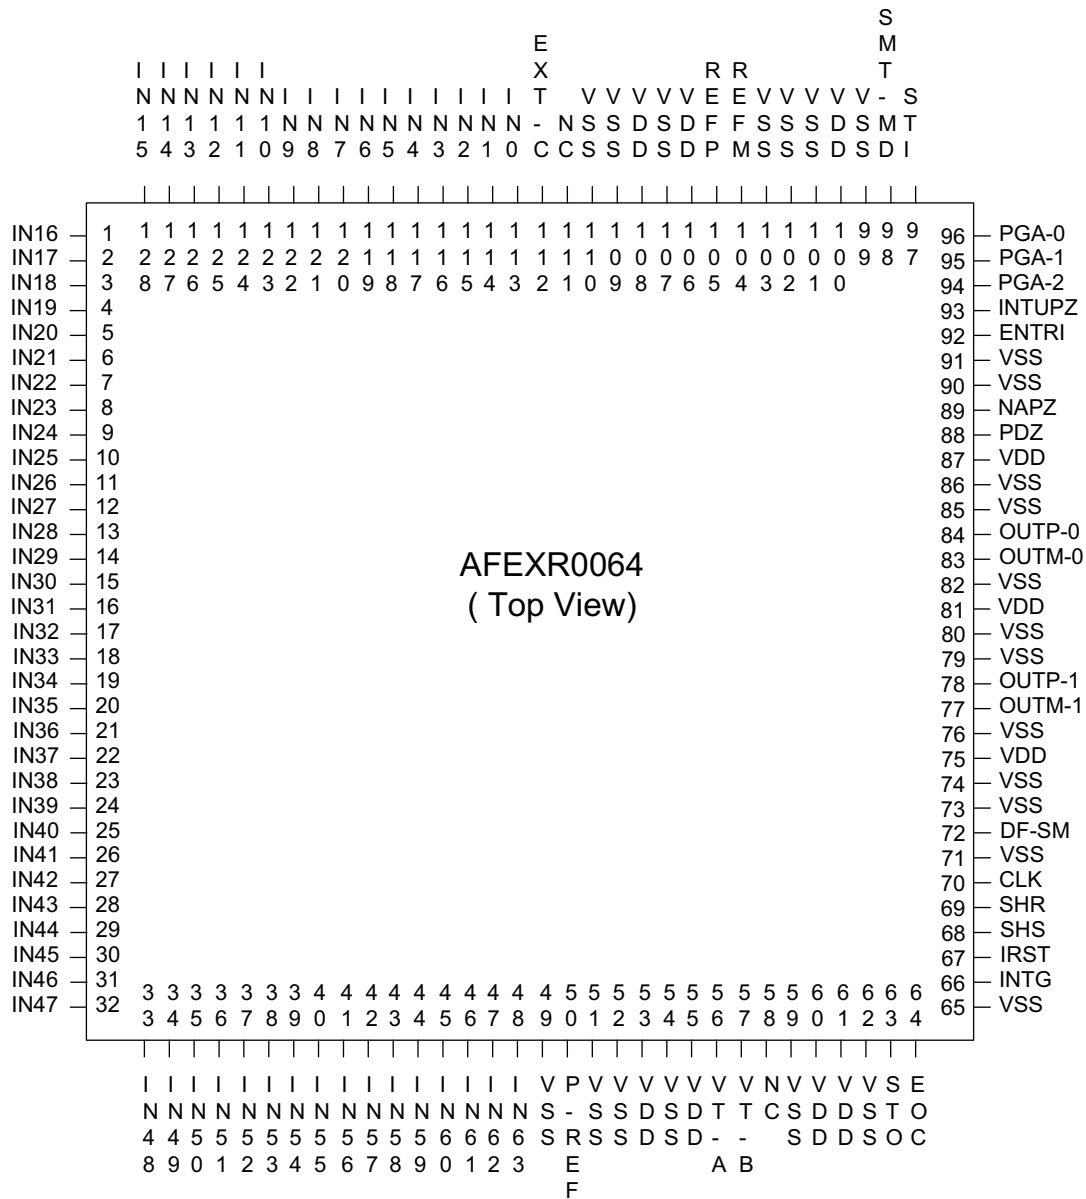 IN15
IN14
IN13
IN12
IN11
IN10
IN9
IN8
IN7
IN6
IN5
IN4
IN3
IN2
IN1
IN0
EXT-C
NC
VSS
VSS
VDD
VSS
VDD
REFP
REFM
VSS
VSS
VSS
VDD
VSS
SMT-MD
STI
128
127
126
125
124
123
122
121
120
119
118
117
116
115
114
113
112
111
110
109
108
107
106
105
104
103
102
101
100
99
98
97
IN16 1
IN17 2
IN18 3
IN19 4
IN20 5
IN21 6
IN22 7
IN23 8
IN24 9
IN25 10
IN26 11
IN27 12
IN28 13
IN29 14
IN30 15
IN31 16
IN32 17
IN33 18
IN34 19
IN35 20
IN36 21
IN37 22
IN38 23
IN39 24
IN40 25
IN41 26
IN42 27
IN43 28
IN44 29
IN45 30
IN46 31
IN47 32
AFEXR0064
( Top View)
96 PGA-0
95 PGA-1
94 PGA-2
93 INTUPZ
92 ENTRI
91 VSS
90 VSS
89 NAPZ
88 PDZ
87 VDD
86 VSS
85 VSS
84 OUTP-0
83 OUTM-0
82 VSS
81 VDD
80 VSS
79 VSS
78 OUTP-1
77 OUTM-1
76 VSS
75 VDD
74 VSS
73 VSS
72 DF-SM
71 VSS
70 CLK
69 SHR
68 SHS
67 IRST
66 INTG
65 VSS
33
34
35
36
37
38
39
40
41
42
43
44
45
46
47
48
49
50
51
52
53
54
55
56
57
58
59
60
61
62
63
64
IN48
IN49
IN50
IN51
IN52
IN53
IN54
IN55
IN56
IN57
IN58
IN59
IN60
IN61
IN62
IN63
VSS
P-REF
VSS
VSS
VDD
VSS
VDD
VT-A
VT-B
NC
VSS
VDD
VDD
VSS
STO
EOC